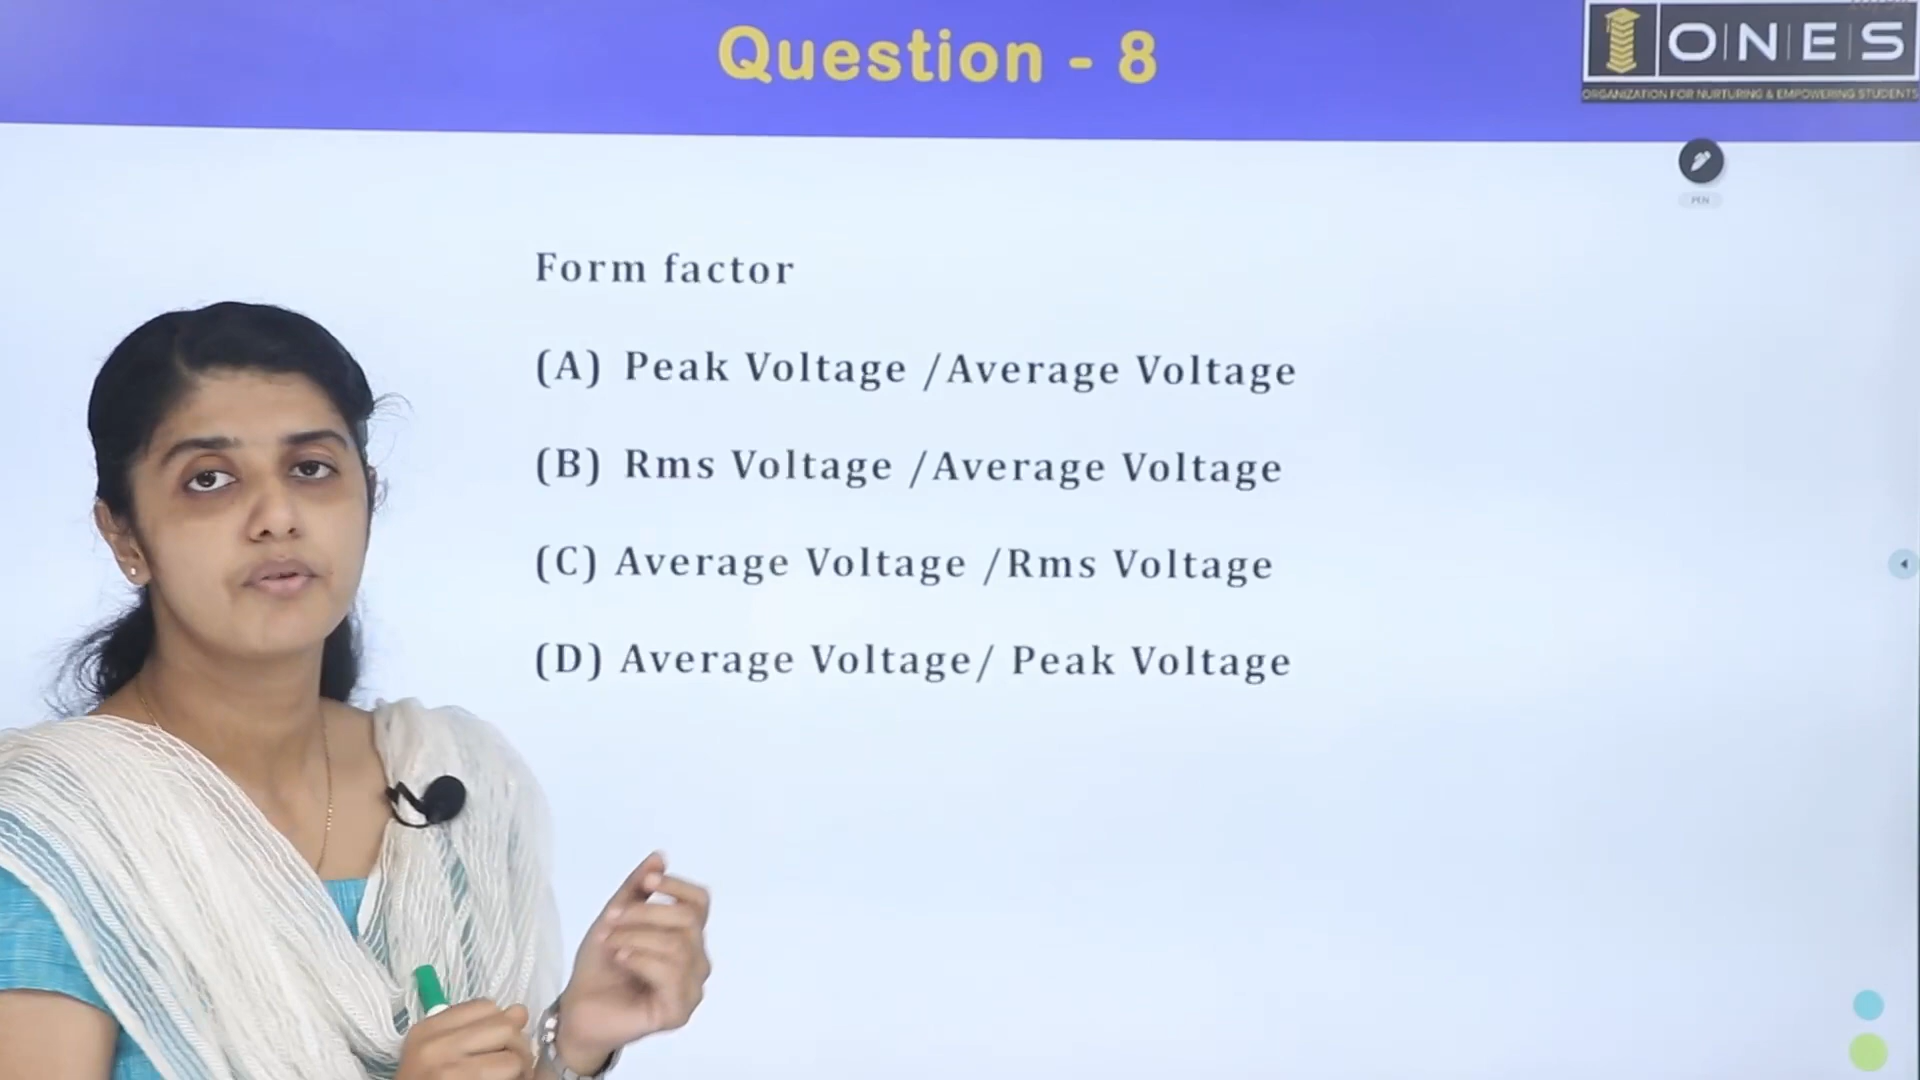 Question - 8
ONES
ORGANIZATION FOR NURTURING & EMPOWERING STUDENTS
PEN
Form factor
(A) Peak Voltage /Average Voltage
(B) Rms Voltage /Average Voltage
(C) Average Voltage /Rms Voltage
(D) Average Voltage/ Peak Voltage